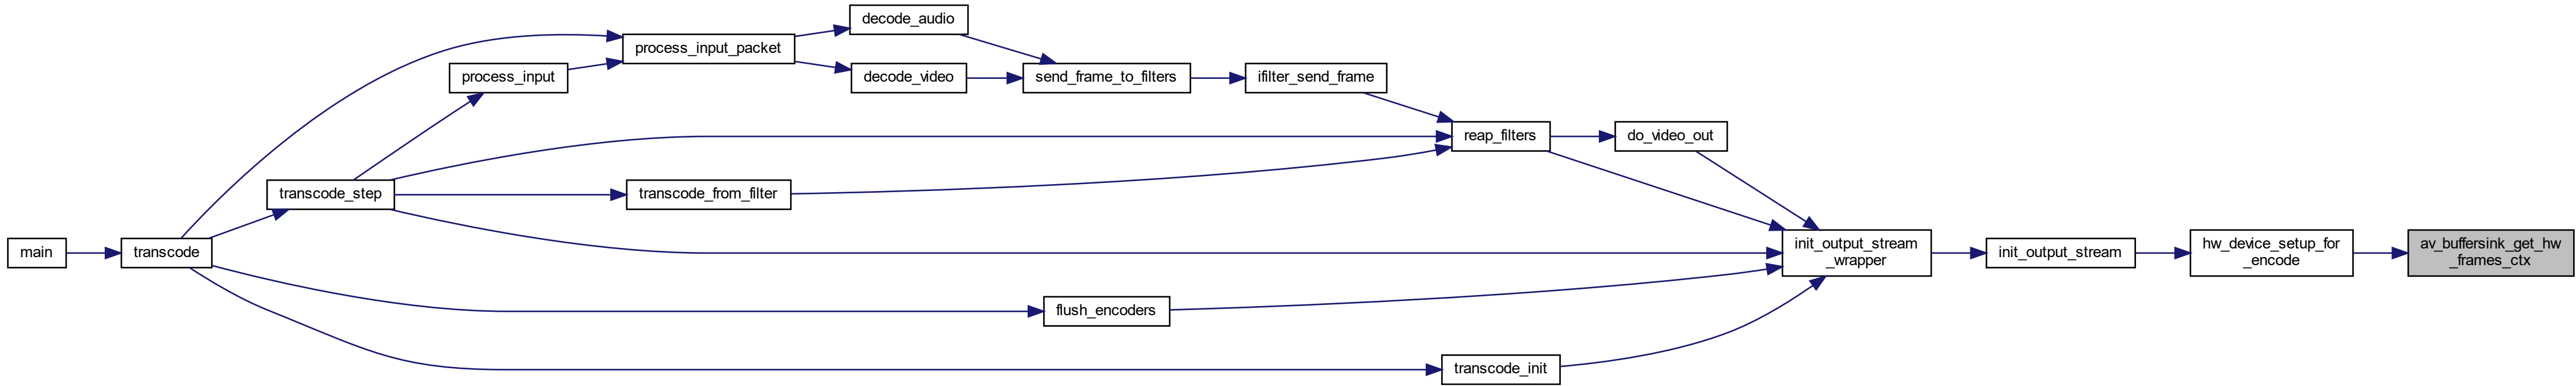 decode_audio
process_input_packet
process_input
decode_video
send_frame_to_filters
ifilter_send_frame
reap_filters
do_video_out
transcode_step
transcode_from_filter
main
transcode
init_output_stream
_wrapper
init_output_stream
hw_device_setup_for
_encode
av_buffersink_get_hw
_frames_ctx
flush_encoders
transcode_init